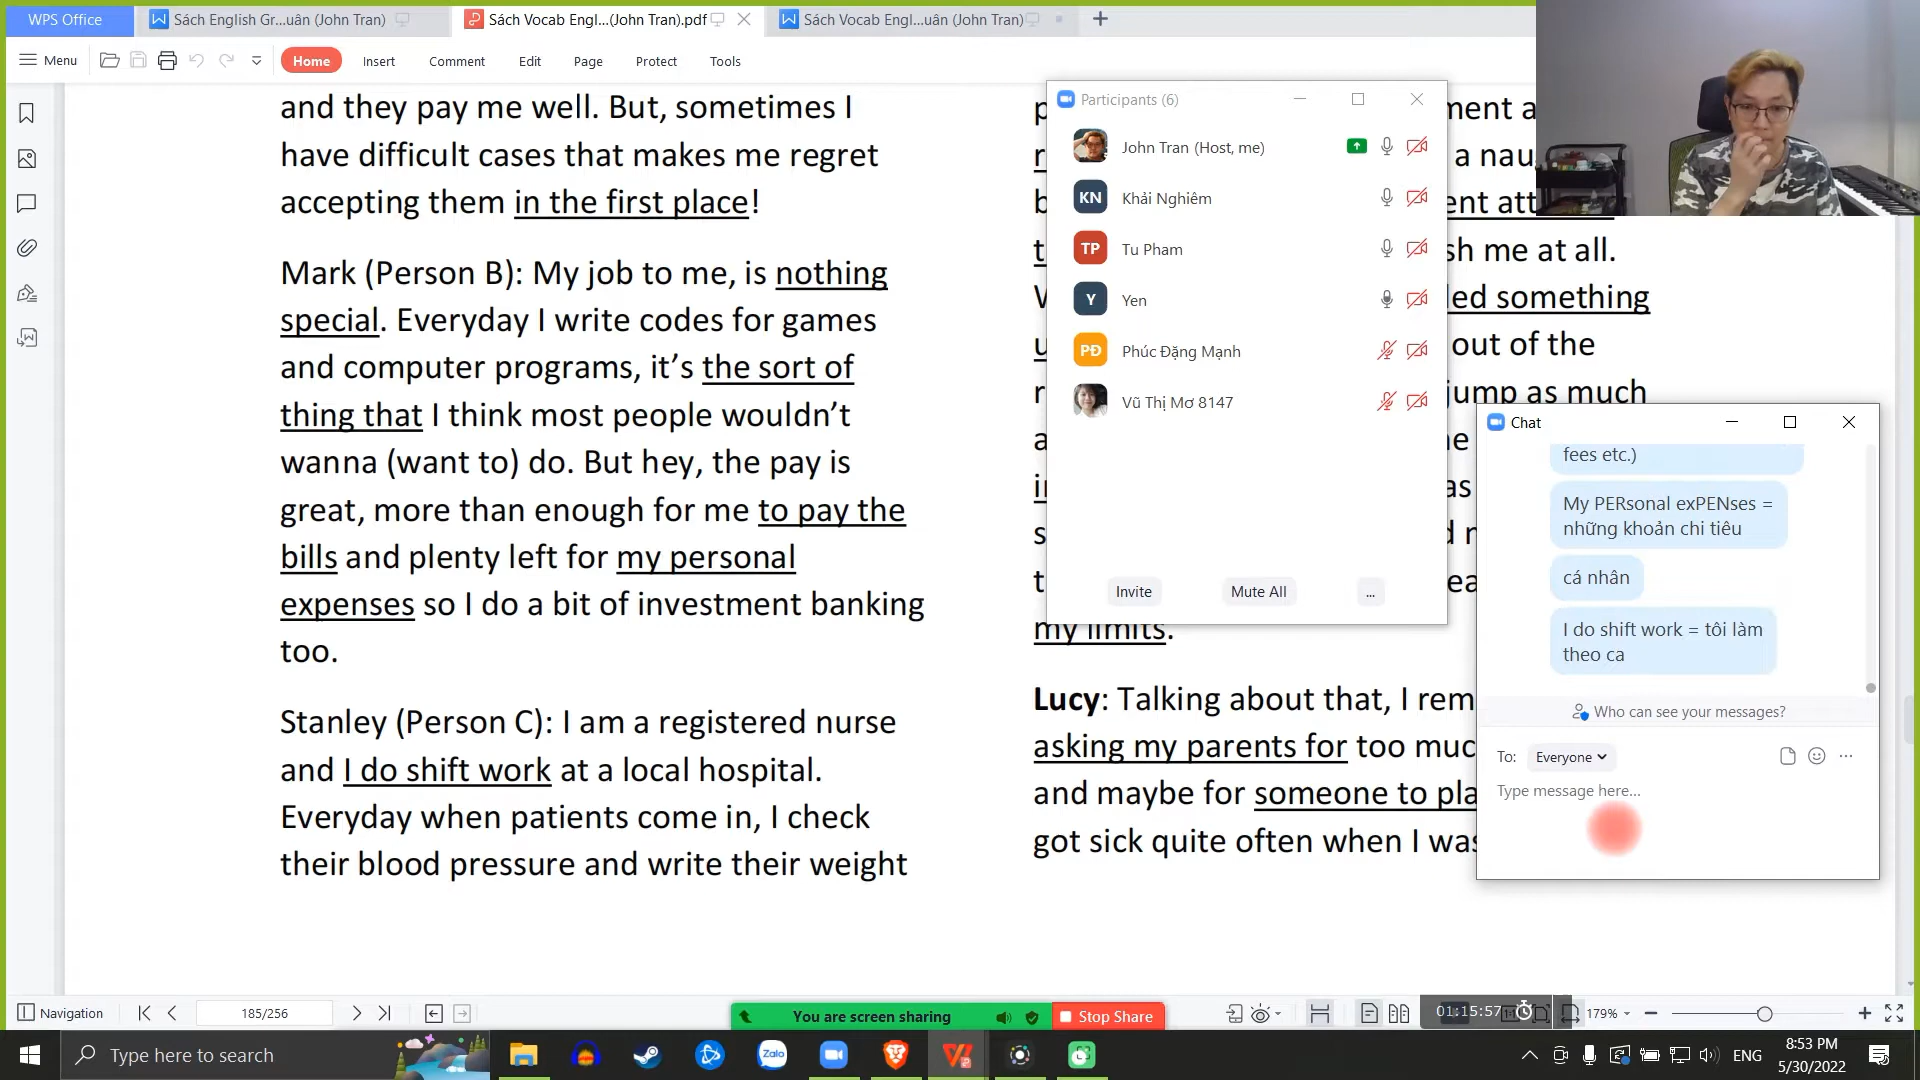 WPS Office
Sách English Gr...uân (John Tran)
Sách Vocab Engl...(John Tran).pdf
Sách Vocab Engl...uân (John Tran)
Menu
Home
Insert
Comment
Edit
Page
Protect
Tools
and they pay me well. But, sometimes I
have difficult cases that makes me regret
accepting them in the first place!
Mark (Person B): My job to me, is nothing
special. Everyday I write codes for games
and computer programs, it's the sort of
thing that I think most people wouldn't
wanna (want to) do. But hey, the pay is
great, more than enough for me to pay the
bills and plenty left for my personal
expenses so I do a bit of investment banking
too.
Stanley (Person C): I am a registered nurse
and I do shift work at a local hospital.
Everyday when patients come in, I check
their blood pressure and write their weight
a
sh me at all.
something
out of the
jump as much
as
my limits.
Lucy: Talking about that, I
asking my parents for too
and maybe for someone to
got sick quite often when I
Participants (6)
John Tran (Host, me)
KN Khải Nghiêm
TP Tu Pham
Y Yen
PĐ Phúc Đặng Mạnh
Vũ Thị Mơ 8147
Invite
Mute All
...
Chat
fees etc.)
My PERsonal exPENses =
những khoản chi tiêu
cá nhân
I do shift work = tôi làm
theo ca
Who can see your messages?
To: Everyone
Type message here...
Navigation
185/256
You are screen sharing
Stop Share
01:15:57
179%
Type here to search
Zalo
ENG
8:53 PM
5/30/2022